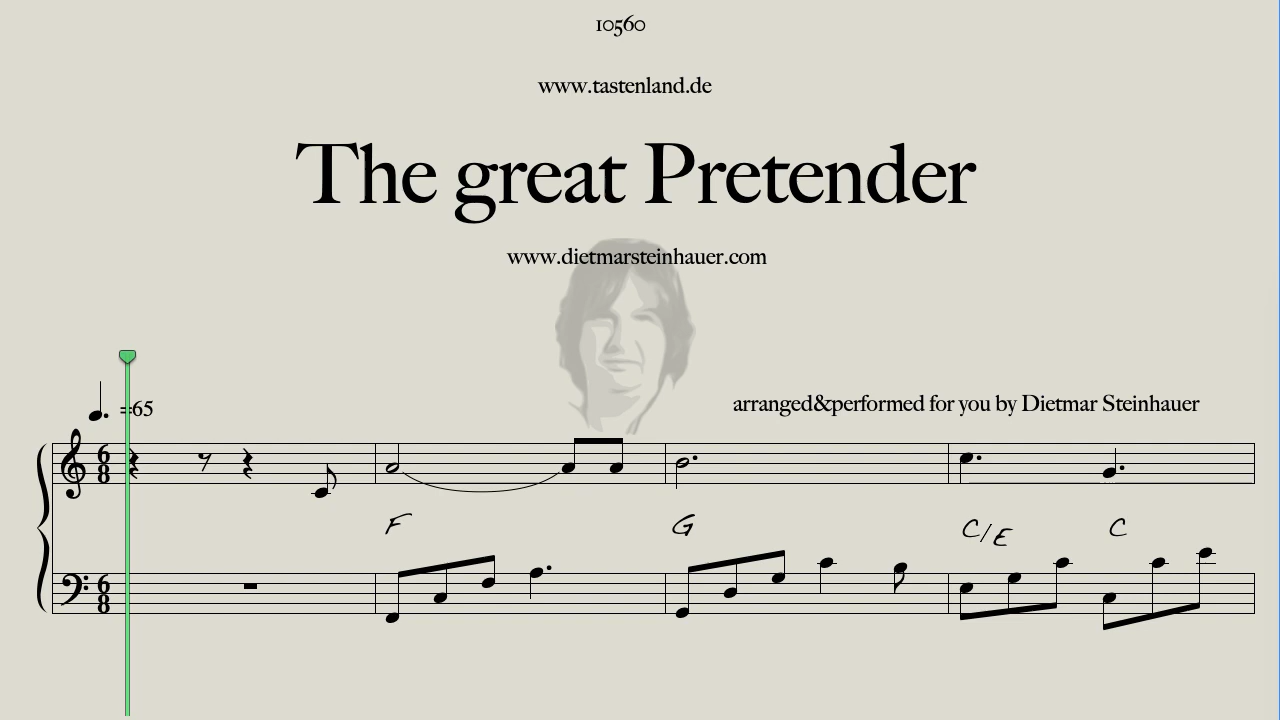 10560
www.tastenland.de
The great Pretender
www.dietmarsteinhauer.com
=65
arranged&performed for you by Dietmar Steinhauer
6
8
F G C/E C
6
8